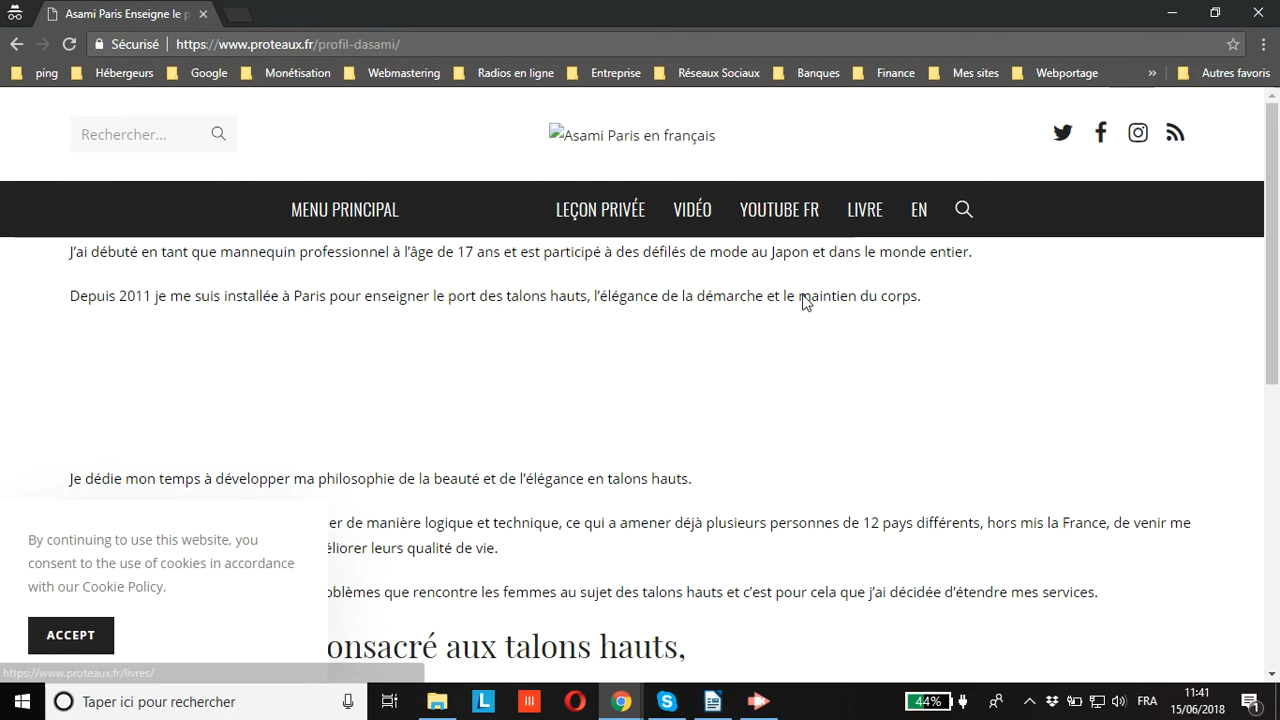 Asami Paris Enseigne le p
Sécurisé https://www.proteaux.fr/profil-dasami/
ping Hébergeurs Google Monétisation Webmastering Radios en ligne Entreprise Réseaux Sociaux Banques Finance Mes sites Webportage » Autres favoris
Rechercher...
Asami Paris en français
MENU PRINCIPAL LEÇON PRIVÉE VIDÉO YOUTUBE FR LIVRE EN
J'ai débuté en tant que mannequin professionnel à l'âge de 17 ans et est participé à des défilés de mode au Japon et dans le monde entier.
Depuis 2011 je me suis installée à Paris pour enseigner le port des talons hauts, l'élégance de la démarche et le maintien du corps.
Je dédie mon temps à développer ma philosophie de la beauté et de l'élégance en talons hauts.
er de manière logique et technique, ce qui a amener déjà plusieurs personnes de 12 pays différents, hors mis la France, de venir me
éliorer leurs qualité de vie.
oblèmes que rencontre les femmes au sujet des talons hauts et c'est pour cela que j'ai décidée d'étendre mes services.
onsacré aux talons hauts,
By continuing to use this website, you
consent to the use of cookies in accordance
with our Cookie Policy.
ACCEPT
https://www.proteaux.fr/livres/
Taper ici pour rechercher
44% FRA
11:41
15/06/2018
1